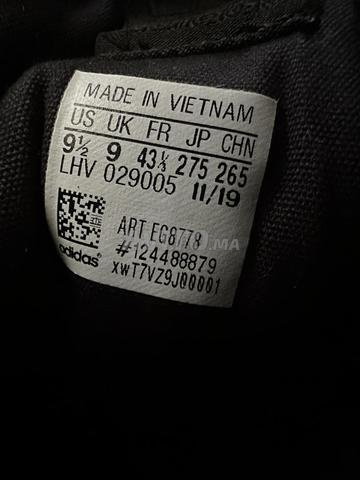 MADE IN VIETNAM
US UK FR JP CHN
9½ 9 43⅓ 275 265
LHV 029005 11/19
ART EG8778
#124488879
xwT7VZ9J00001
adidas